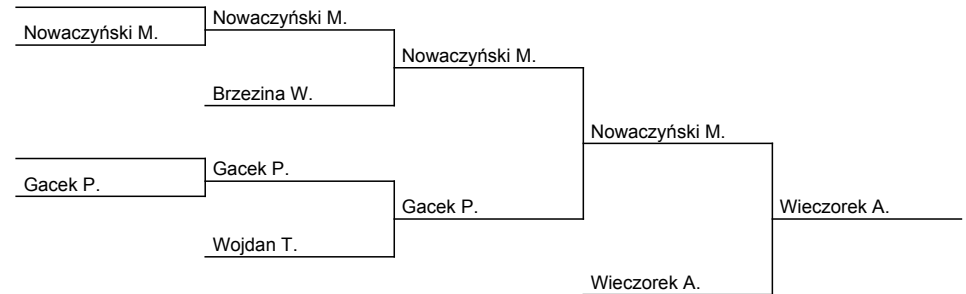 Nowaczyński M.
Nowaczyński M.
Nowaczyński M.
Brzezina W.
Nowaczyński M.
Gacek P.
Gacek P.
Gacek P.
Wieczorek A.
Wojdan T.
Wieczorek A.